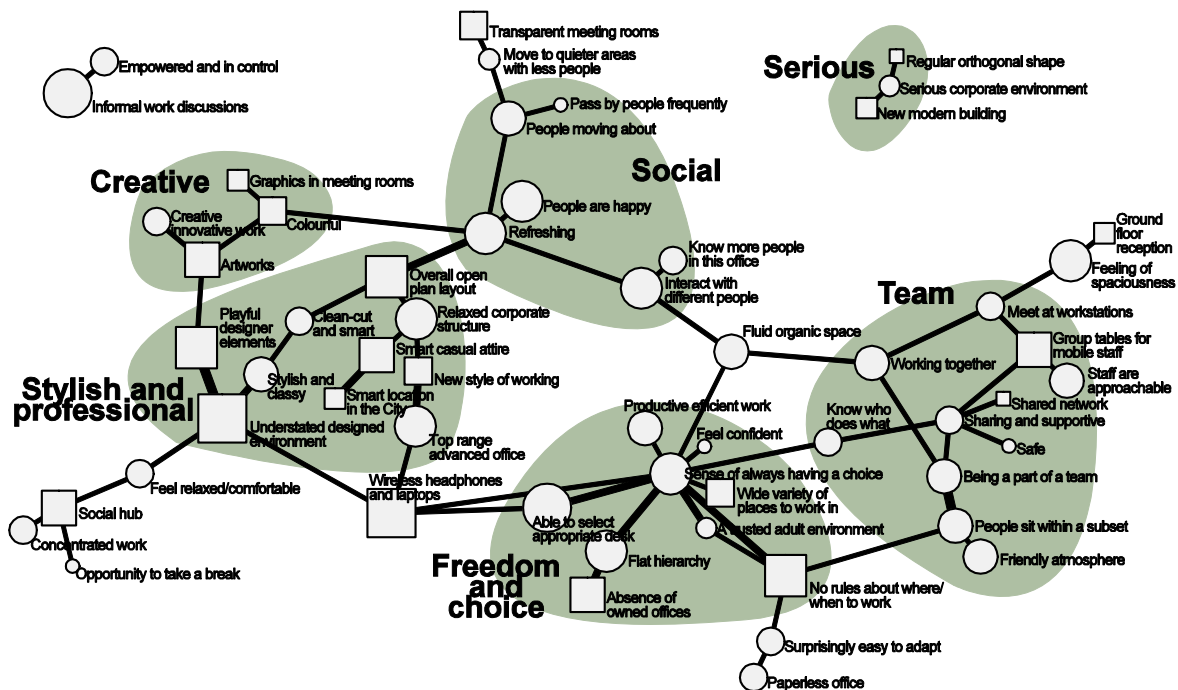 Transparent meeting rooms
Move to quieter areas
with less people
Empowered and in control
Informal work discussions
Serious
Regular orthogonal shape
Serious corporate environment
New modern building
Pass by people frequently
People moving about
Social
Creative
Graphics in meeting rooms
Creative
innovative work
Colourful
Artworks
People are happy
Refreshing
Know more people
in this office
Interact with
different people
Ground
floor
reception
Feeling of
spaciousness
Team
Meet at workstations
Overall open
plan layout
Playful
designer
elements
Clean-cut
and smart
Relaxed corporate
structure
Smart casual attire
New style of working
Stylish and
classy
Smart location
in the City
Stylish and
professional
Understated designed
environment
Top range
advanced office
Fluid organic space
Working together
Group tables for
mobile staff
Staff are
approachable
Shared network
Sharing and supportive
Safe
Know who
does what
Productive efficient work
Feel confident
Sense of always having a choice
Being a part of a team
Wireless headphones
and laptops
Feel relaxed/comfortable
Social hub
Concentrated work
Opportunity to take a break
Wide variety of
places to work in
Able to select
appropriate desk
A trusted adult environment
People sit within a subset
Friendly atmosphere
Flat hierarchy
Freedom
and
choice
Absence of
owned offices
No rules about where/
when to work
Surprisingly easy to adapt
Paperless office